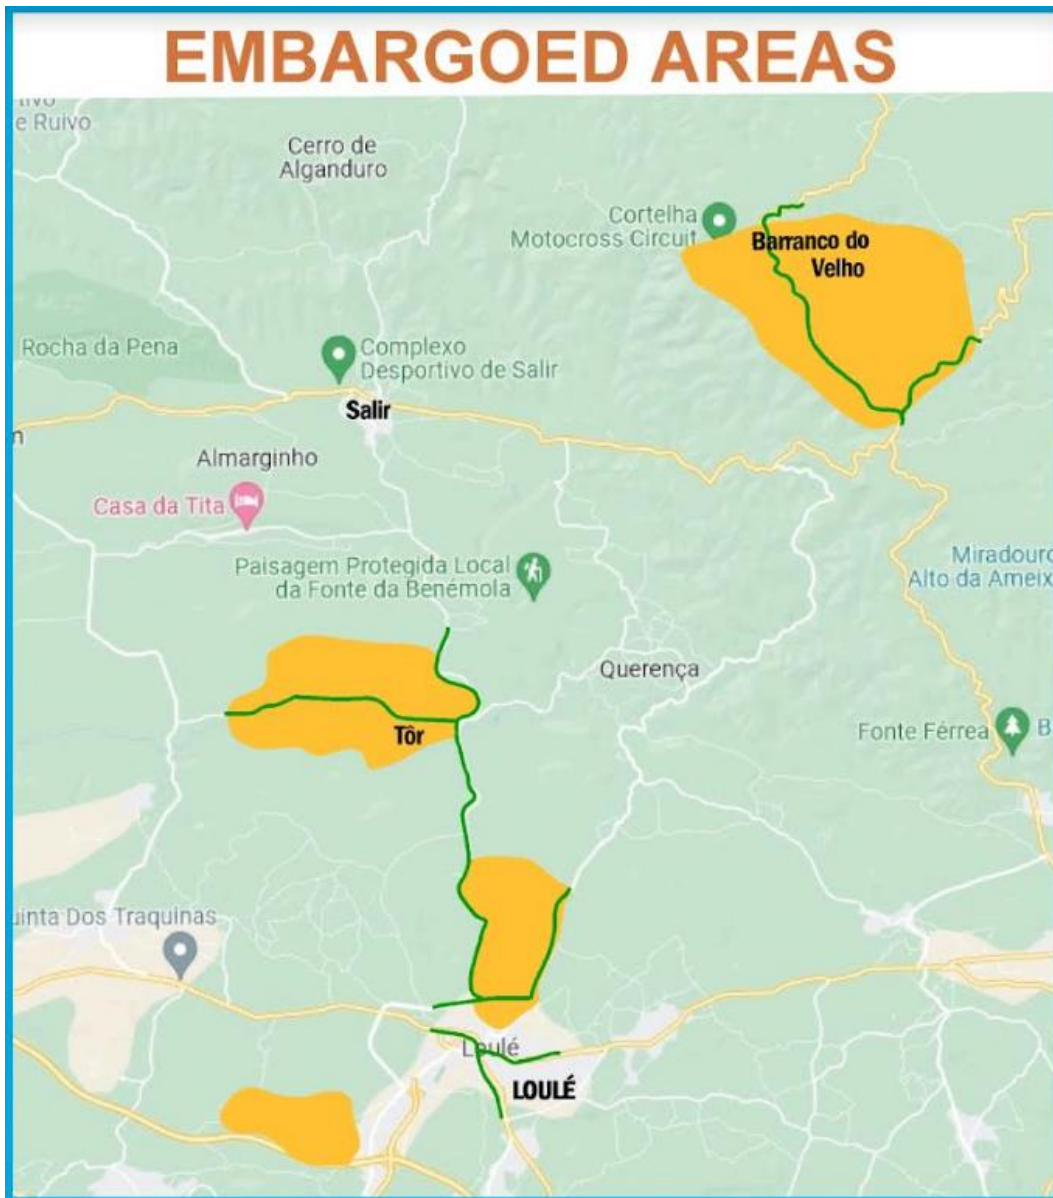 EMBARGOED AREAS
e Ruivo
Cerro de
Alganduro
Cortelha
Motocross Circuit
Barranco do
Velho
Rocha da Pena
Complexo
Desportivo de Salir
Salir
Almarginho
Casa da Tita
Paisagem Protegida Local
da Fonte da Benémola
Miradouro
Alto da Ameix
Querença
Tôr
Fonte Férrea
B
uinta Dos Traquinas
Loulé
LOULÉ